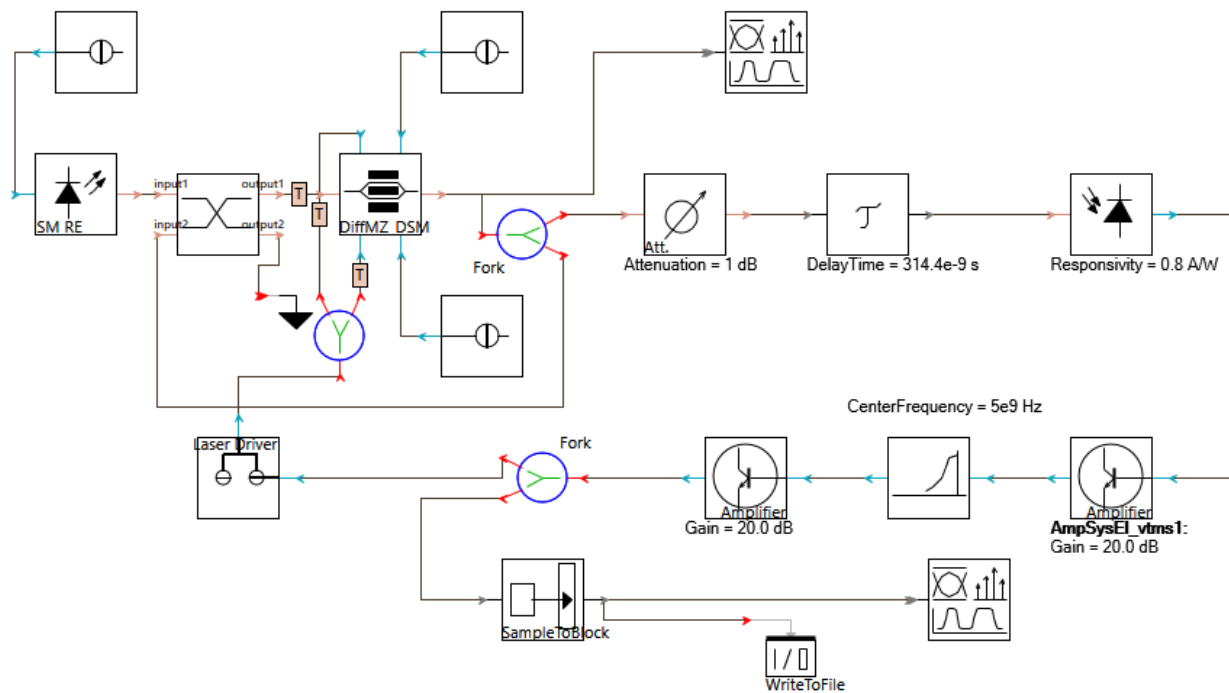 input1
output1
T
input2
output2
T
SM RE
DiffMZ_DSM
Att.
Fork
Attenuation = 1 dB
DelayTime = 314.4e-9 s
Responsivity = 0.8 A/W
T
CenterFrequency = 5e9 Hz
Laser Driver
Fork
Amplifier
Gain = 20.0 dB
Amplifier
AmpSysEl_vtms1:
Gain = 20.0 dB
SampleToBlock
WriteToFile